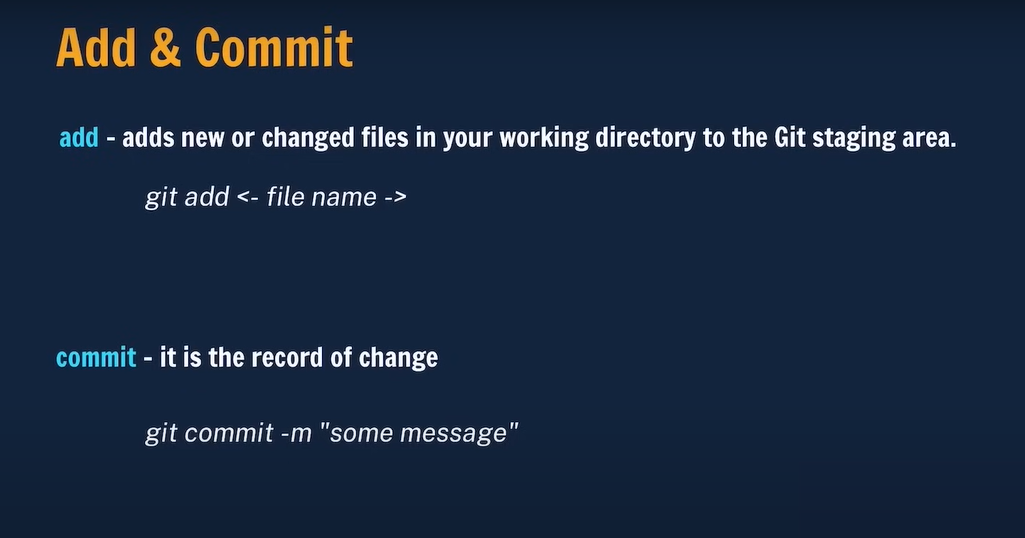 Add & Commit
add - adds new or changed files in your working directory to the Git staging area.
git add <- file name ->
commit - it is the record of change
git commit -m "some message"